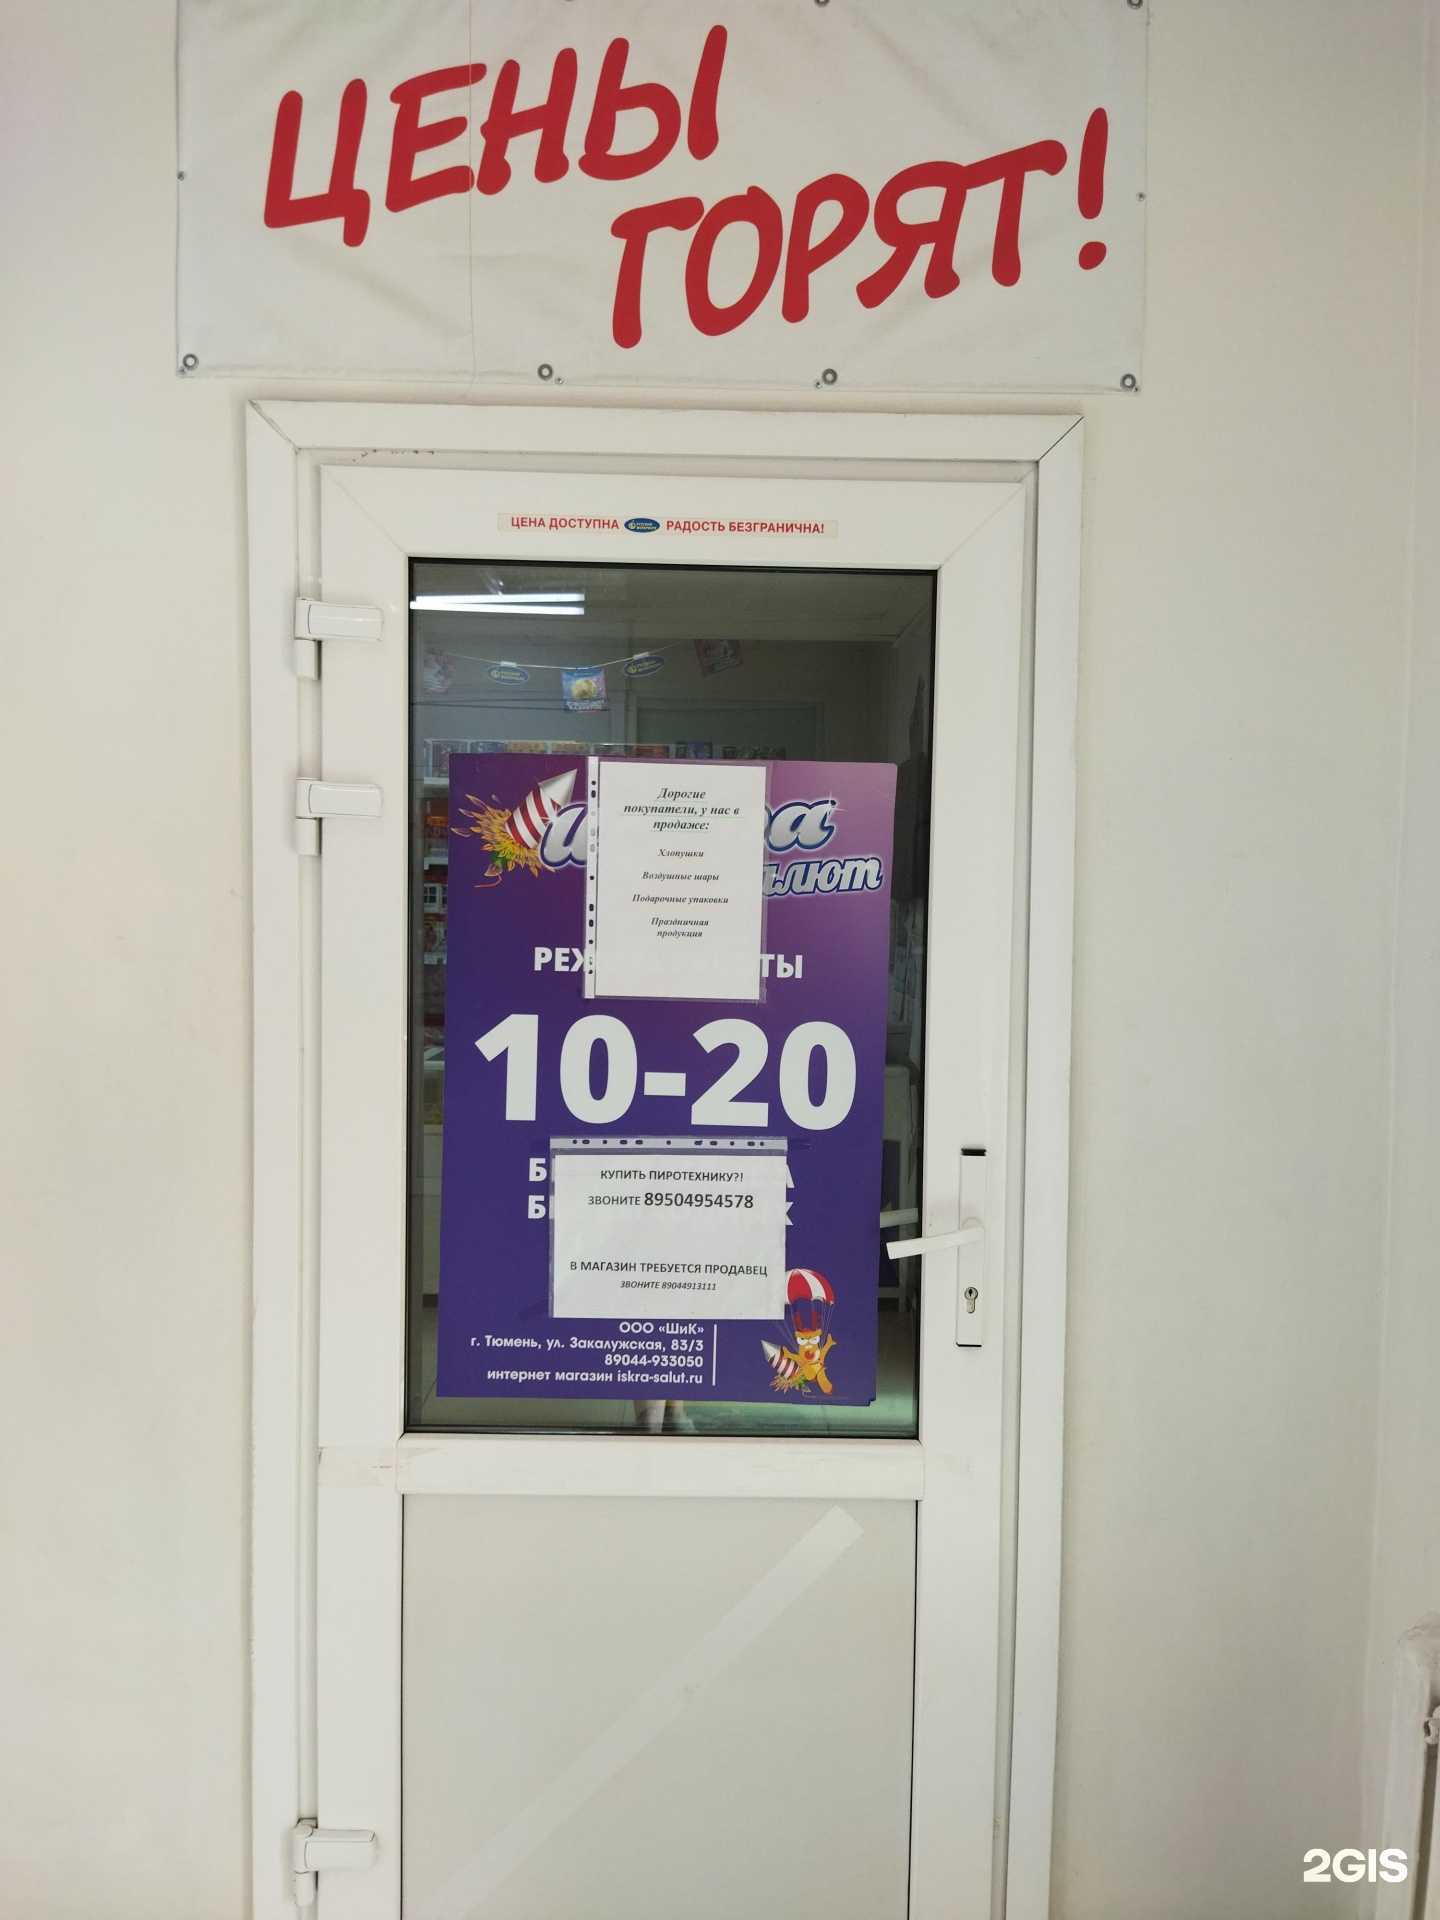 ЦЕНЫ
ГОРЯТ!
ЦЕНА ДОСТУПНА РАДОСТЬ БЕЗГРАНИЧНА!
Дорогие
покупатели, у нас в
продаже:
Хлопушки
Воздушные шары
Подарочные упаковки
Праздничная
продукция
10-20
КУПИТЬ ПИРОТЕХНИКУ?!
ЗВОНИТЕ 89504954578
В МАГАЗИН ТРЕБУЕТСЯ ПРОДАВЕЦ
ЗВОНИТЕ 89044913111
ООО «ШиК»
г. Тюмень, ул. Закалужская, 83/3
89044-933050
интернет магазин iskra-salut.ru
2GIS